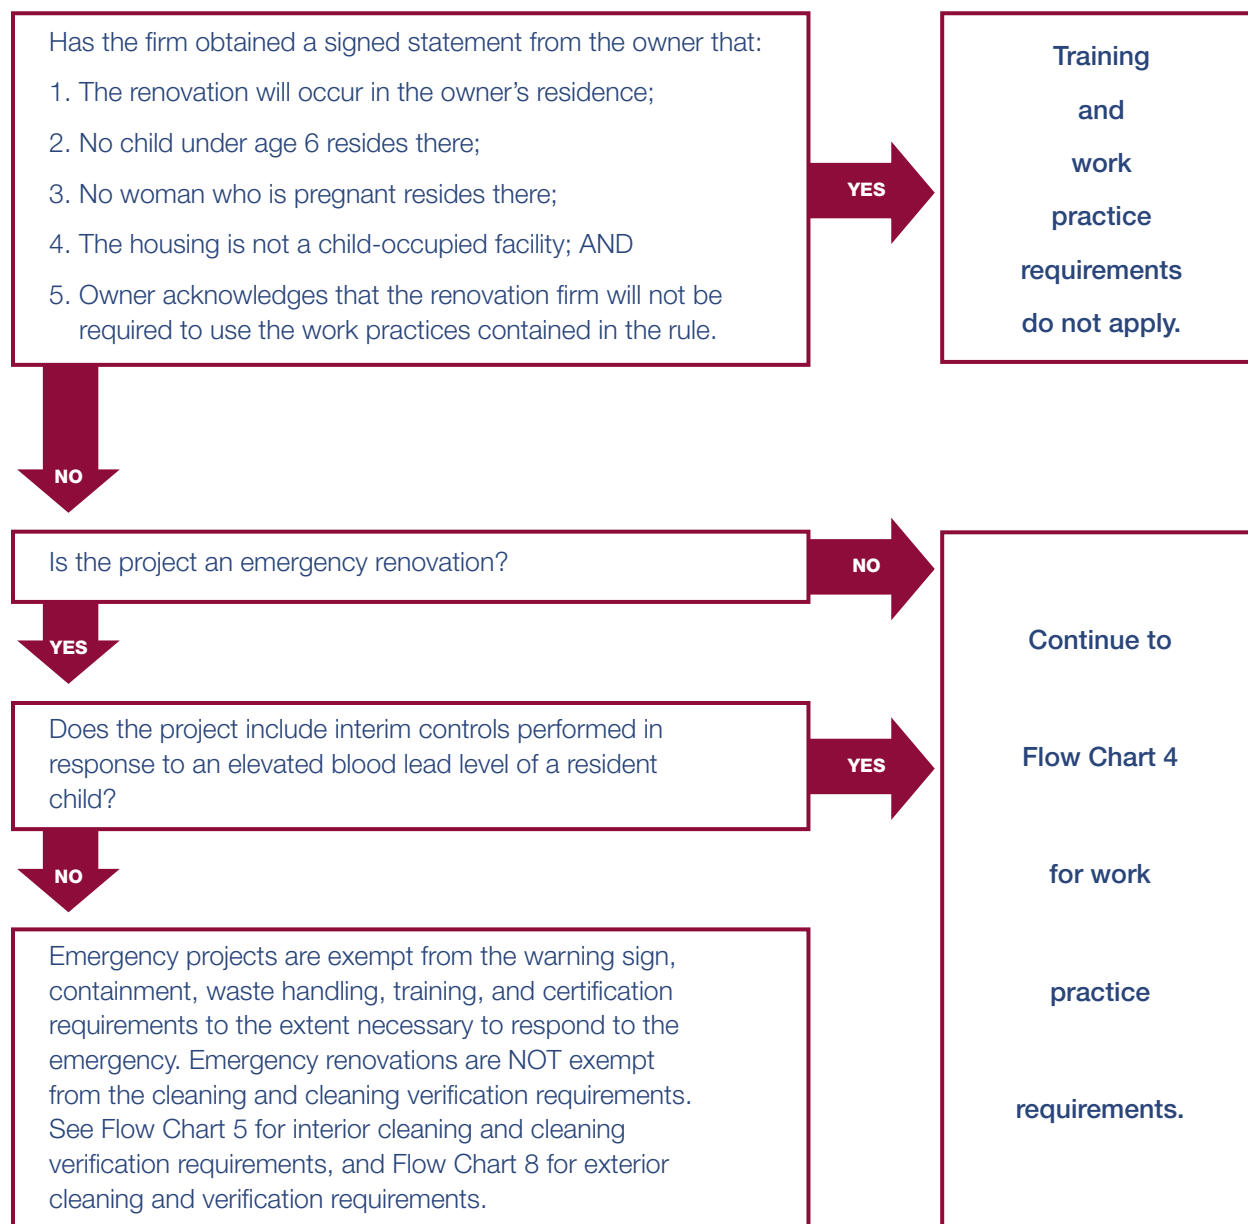 Has the firm obtained a signed statement from the owner that:
1. The renovation will occur in the owner’s residence;
2. No child under age 6 resides there;
3. No woman who is pregnant resides there;
4. The housing is not a child-occupied facility; AND
5. Owner acknowledges that the renovation firm will not be
required to use the work practices contained in the rule.
YES
Training
and
work
practice
requirements
do not apply.
NO
Is the project an emergency renovation?
NO
YES
Does the project include interim controls performed in
response to an elevated blood lead level of a resident
child?
YES
NO
Continue to
Flow Chart 4
for work
practice
requirements.
Emergency projects are exempt from the warning sign,
containment, waste handling, training, and certification
requirements to the extent necessary to respond to the
emergency. Emergency renovations are NOT exempt
from the cleaning and cleaning verification requirements.
See Flow Chart 5 for interior cleaning and cleaning
verification requirements, and Flow Chart 8 for exterior
cleaning and verification requirements.